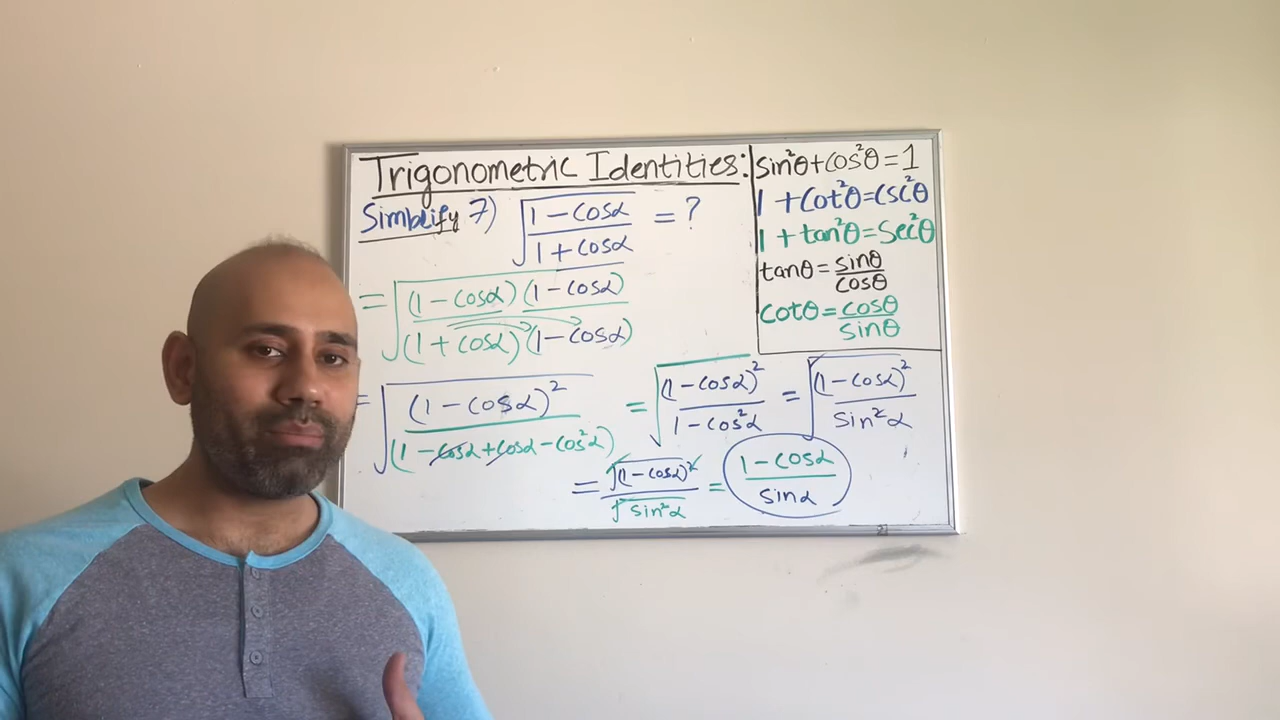 Trigonometric Identities:
Simblify 7) √((1-cosα)/(1+cosα)) = ?
= √((1-cosα)(1-cosα)/(1+cosα)(1-cosα))
= √((1-cosα)²/(1-cosα+cosα-cos²α)) = √((1-cosα)²/1-cos²α) = √((1-cosα)²/sin²α)
= √(1-cosα)²/√sin²α = 1-cosα/sinα
sin²θ+cos²θ=1
1+cot²θ=csc²θ
1+tan²θ=sec²θ
tanθ=sinθ/cosθ
cotθ=cosθ/sinθ